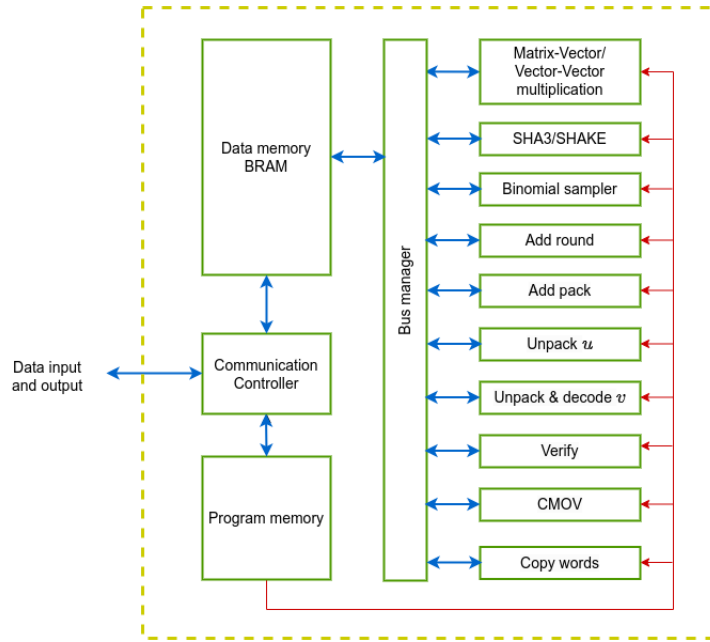 Data memory
BRAM
Communication
Controller
Program memory
Data input
and output
Bus manager
Matrix-Vector/
Vector-Vector
multiplication
SHA3/SHAKE
Binomial sampler
Add round
Add pack
Unpack u
Unpack & decode v
Verify
CMOV
Copy words